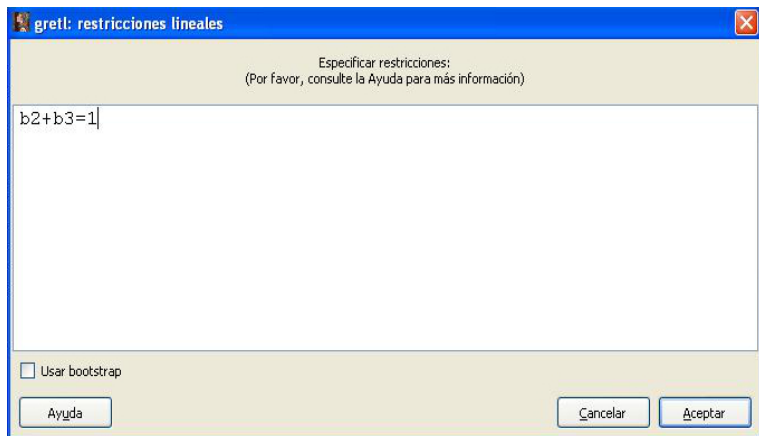 gretl: restricciones lineales
Especificar restricciones:
(Por favor, consulte la Ayuda para más información)
b2+b3=1
Usar bootstrap
Ayuda
Cancelar
Aceptar